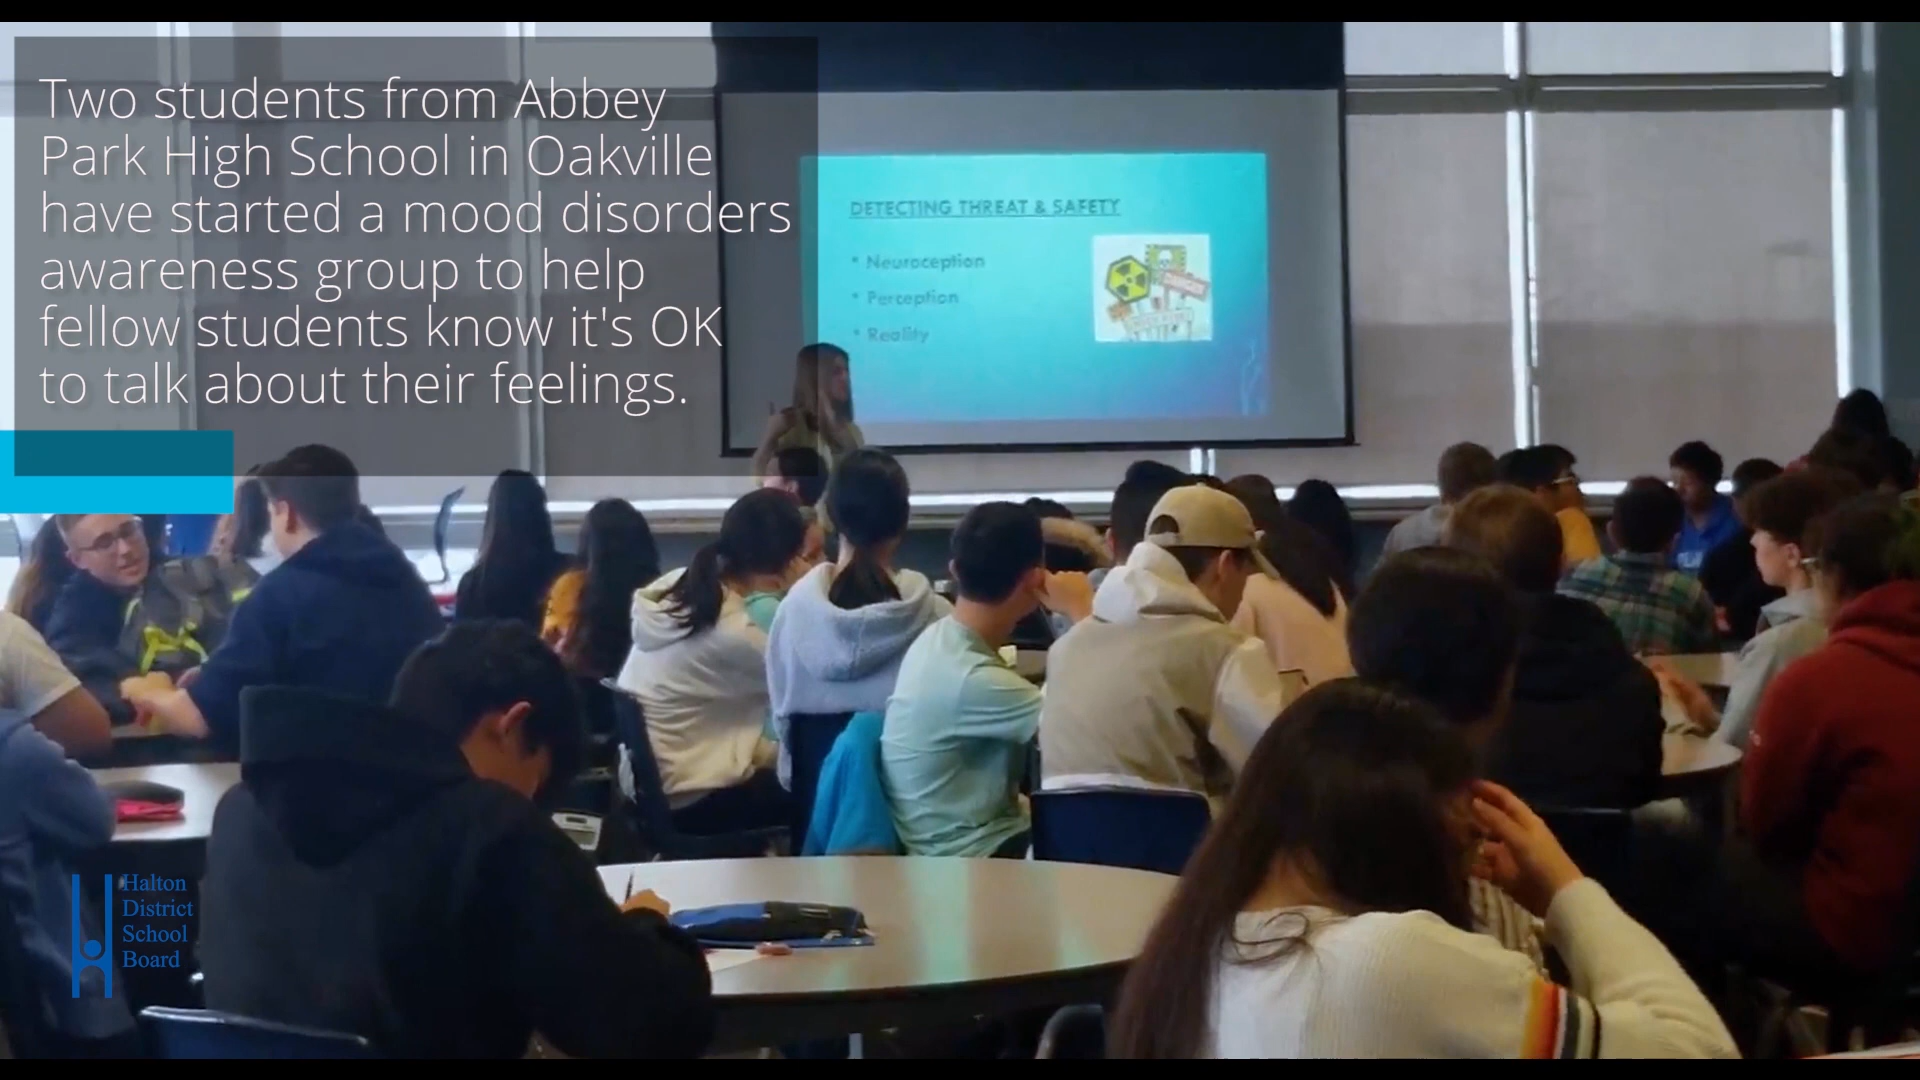 Two students from Abbey
Park High School in Oakville
have started a mood disorders
awareness group to help
fellow students know it's OK
to talk about their feelings.
DETECTING THREAT & SAFETY
* Neuroception
* Perception
* Reality
Halton
District
School
Board